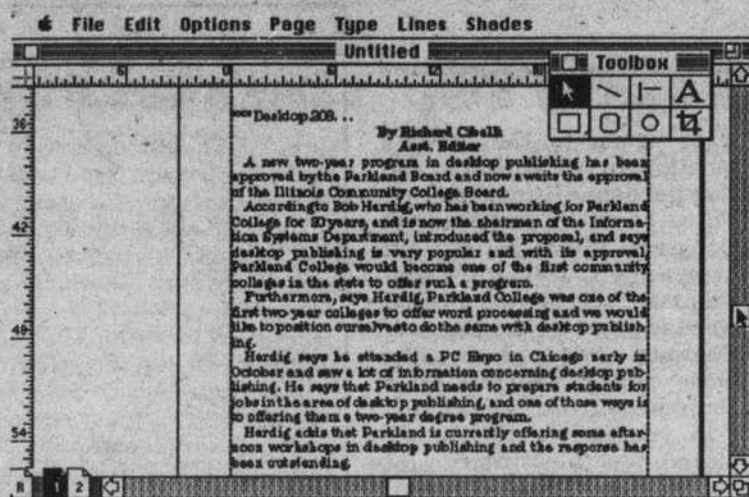 File Edit Options Page Type Lines Shades
Untitled
Toolbox
A
Desktop.208. . .
By Richard Cibelli
Asst. Editor
A new two-year program in desktop publishing has been
approved by the Parkland Board and now awaits the approval
of the Illinois Community College Board.
According to Bob Hardig, who has been working for Parkland
College for 20 years, and is now the chairman of the Informa-
tion Systems Department, introduced the proposal, and says
desktop publishing is very popular and with its approval,
Parkland College would become one of the first community
colleges in the state to offer such a program.
Furthermore, says Hardig, Parkland College was one of the
first two-year colleges to offer word processing and we would
like to position ourselves to do the same with desktop publish-
ing.
Hardig says he attended a PC Expo in Chicago early in
October and saw a lot of information concerning desktop pub-
lishing. He says that Parkland needs to prepare students for
jobs in the area of desktop publishing, and one of those ways is
to offering them a two-year degree program.
Hardig adds that Parkland is currently offering some after-
noon workshops in desktop publishing and the response has
been outstanding.
36
42
48
54
R 1 2